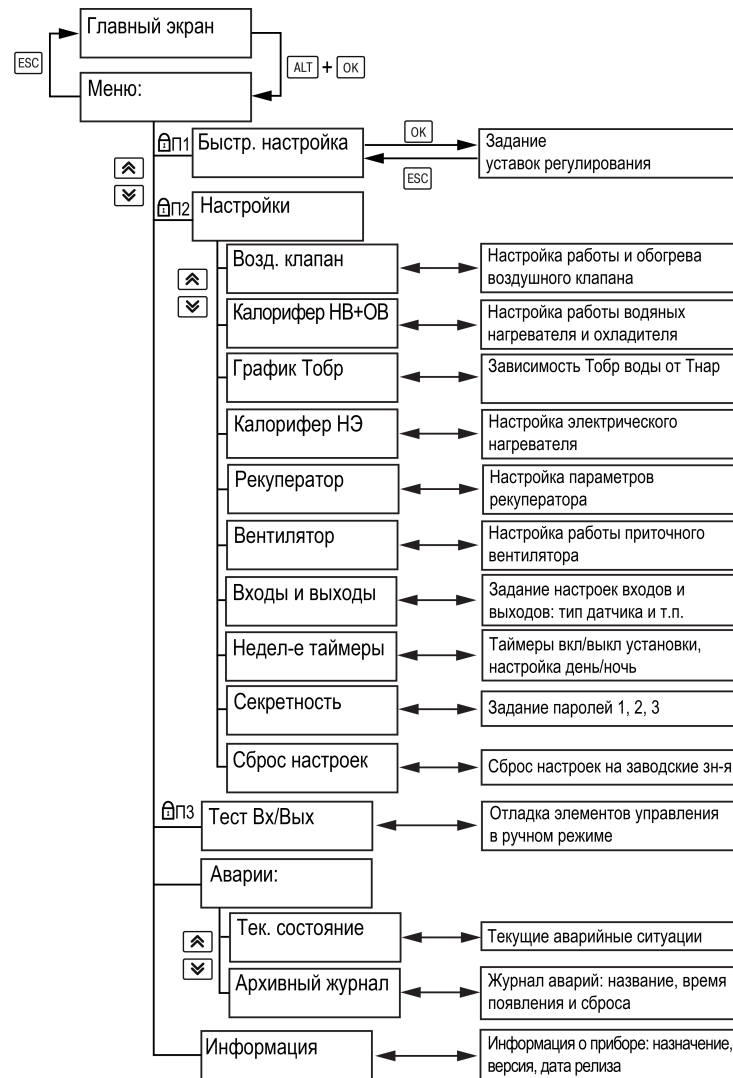 Главный экран
ESC
ALT + OK
Меню:
П1
Быстр. настройка
OK
ESC
Задание
уставок регулирования
П2
Настройки
Возд. клапан
Настройка работы и обогрева
воздушного клапана
Калорифер НВ+ОВ
Настройка работы водяных
нагревателя и охладителя
График Тобр
Зависимость Тобр воды от Тнар
Калорифер НЭ
Настройка электрического
нагревателя
Рекуператор
Настройка параметров
рекуператора
Вентилятор
Настройка работы приточного
вентилятора
Входы и выходы
Задание настроек входов и
выходов: тип датчика и т.п.
Недел-е таймеры
Таймеры вкл/выкл установки,
настройка день/ночь
Секретность
Задание паролей 1, 2, 3
Сброс настроек
Сброс настроек на заводские зн-я
П3
Тест Вх/Вых
Отладка элементов управления
в ручном режиме
Аварии:
Тек. состояние
Текущие аварийные ситуации
Архивный журнал
Журнал аварий: название, время
появления и сброса
Информация
Информация о приборе: назначение,
версия, дата релиза